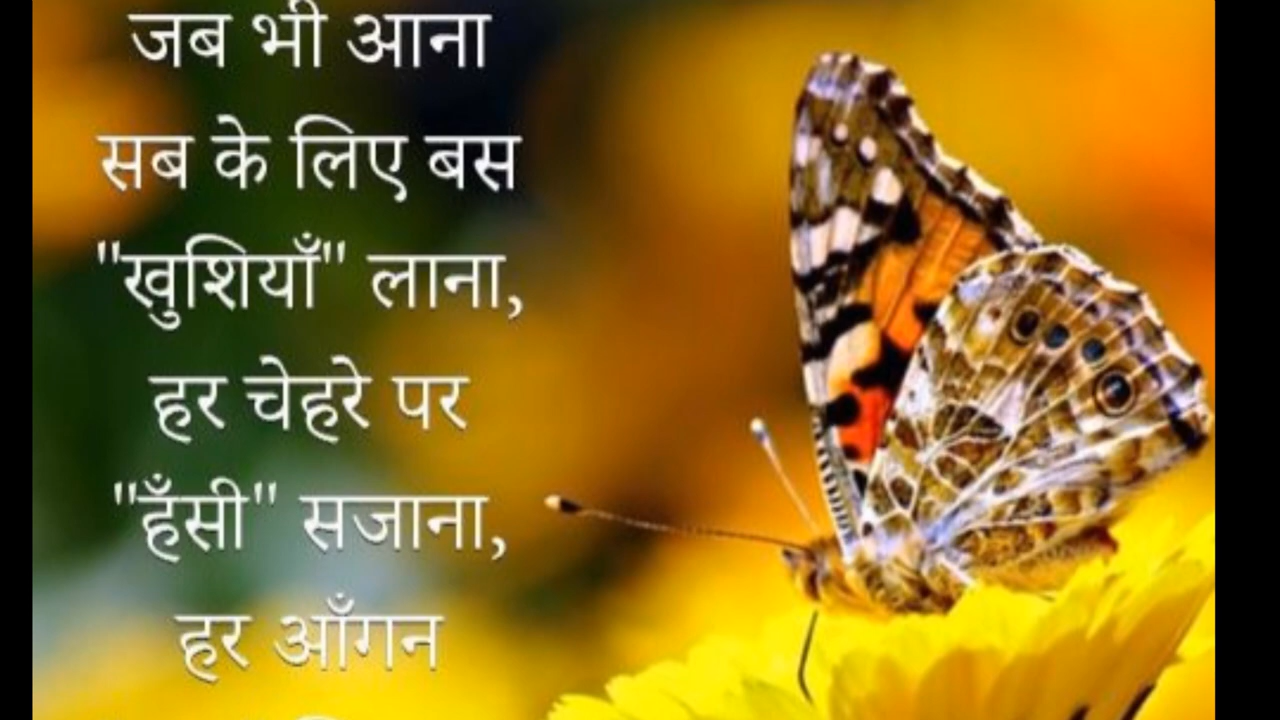 जब भी आना
सब के लिए बस
"खुशियाँ" लाना,
हर चेहरे पर
"हँसी" सजाना,
हर आँगन